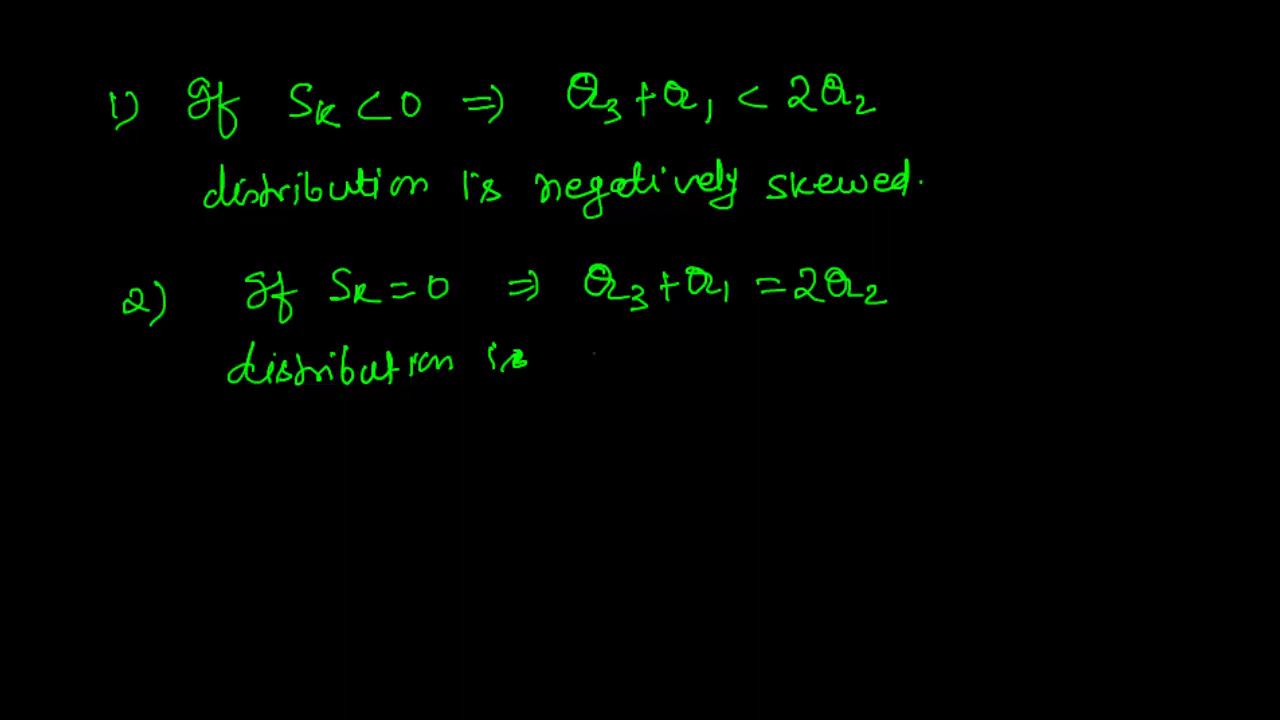 1) If Sk < 0 ⇒ Q3 + Q1 < 2Q2
distribution is negatively skewed.
2) If Sk = 0 ⇒ Q3 + Q1 = 2Q2
distribution is